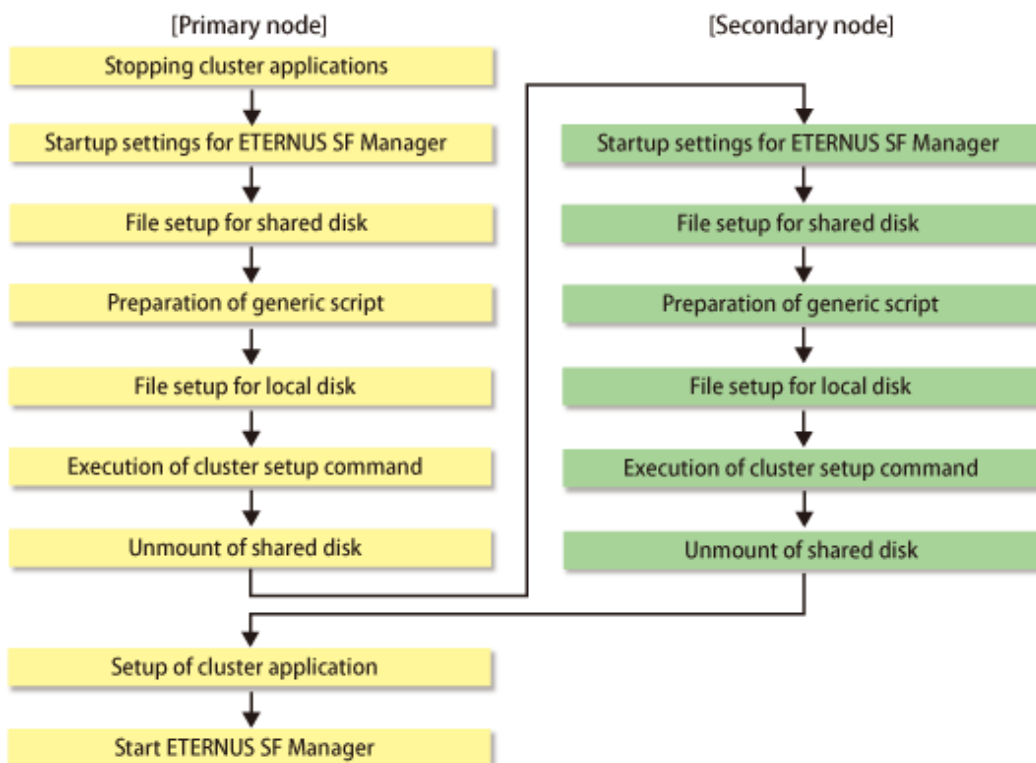 [Primary node]
Stopping cluster applications
Startup settings for ETERNUS SF Manager
File setup for shared disk
Preparation of generic script
File setup for local disk
Execution of cluster setup command
Unmount of shared disk
[Secondary node]
Startup settings for ETERNUS SF Manager
File setup for shared disk
Preparation of generic script
File setup for local disk
Execution of cluster setup command
Unmount of shared disk
Setup of cluster application
Start ETERNUS SF Manager